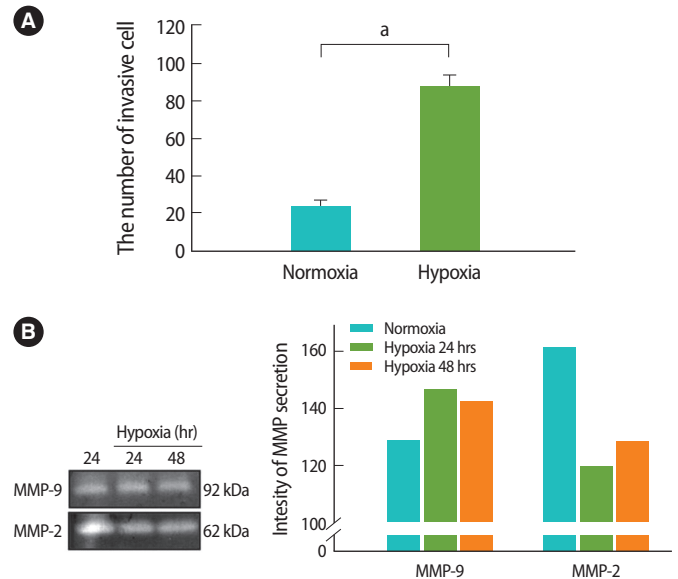 A
The number of invasive cell
120
100
80
60
40
20
0
a
Normoxia
Hypoxia
B
Hypoxia (hr)
24 24 48
MMP-9 92 kDa
MMP-2 62 kDa
Intesity of MMP secretion
160
140
120
100
0
Normoxia
Hypoxia 24 hrs
Hypoxia 48 hrs
MMP-9
MMP-2